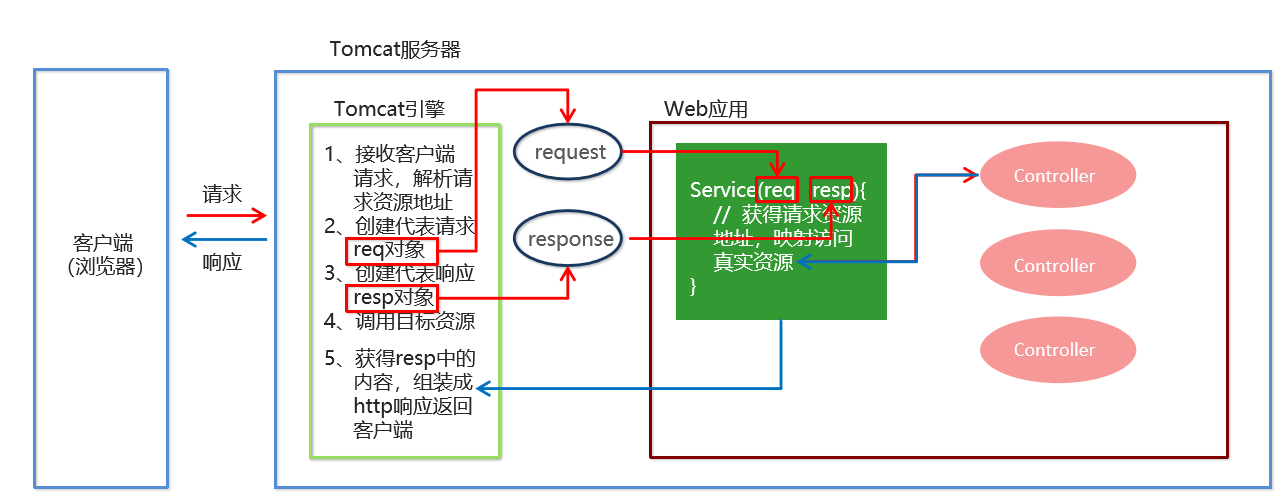 Tomcat服务器
客户端
（浏览器）
请求
响应
Tomcat引擎
1、接收客户端
请求，解析请
求资源地址
2、创建代表请求
req对象
3、创建代表响应
resp对象
4、调用目标资源
5、获得resp中的
内容，组装成
http响应返回
客户端
request
response
Web应用
Service(req resp){
// 获得请求资源
地址，映射访问
真实资源
}
Controller
Controller
Controller